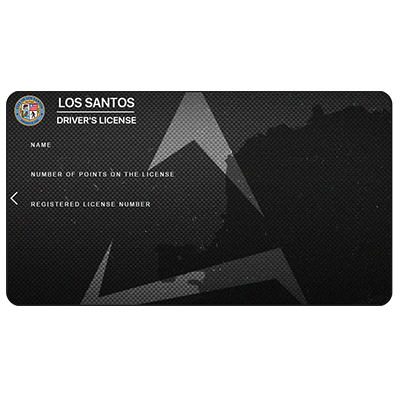 LOS SANTOS
DRIVER'S LICENSE
NAME
NUMBER OF POINTS ON THE LICENSE
REGISTERED LICENSE NUMBER